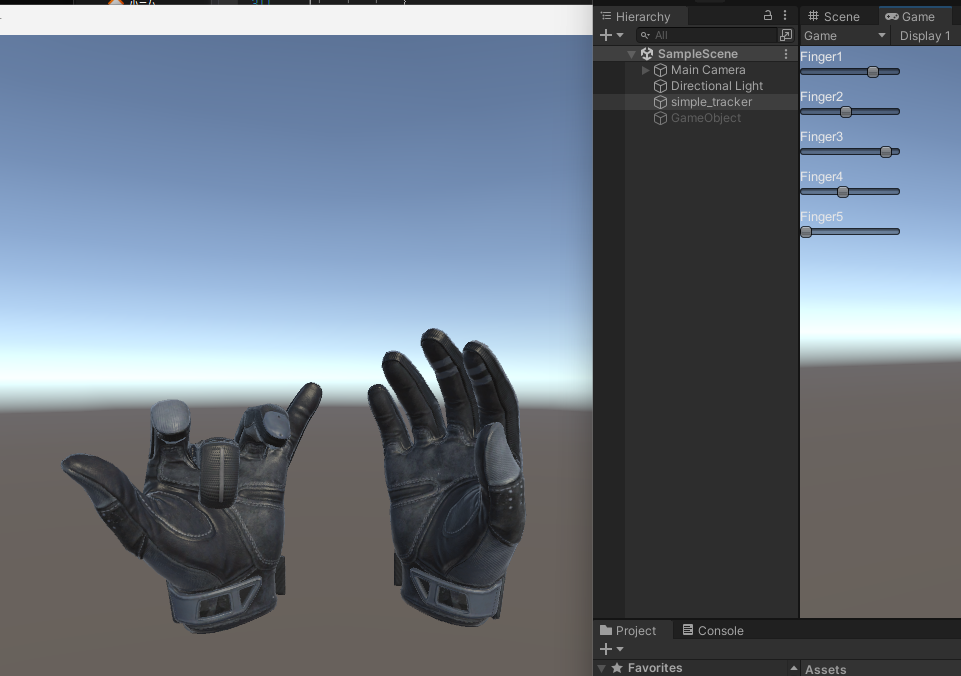 Hierarchy
All
SampleScene
Main Camera
Directional Light
simple_tracker
GameObject
Scene
Game
Game
Display 1
Finger1
Finger2
Finger3
Finger4
Finger5
Project
Console
Favorites
Assets